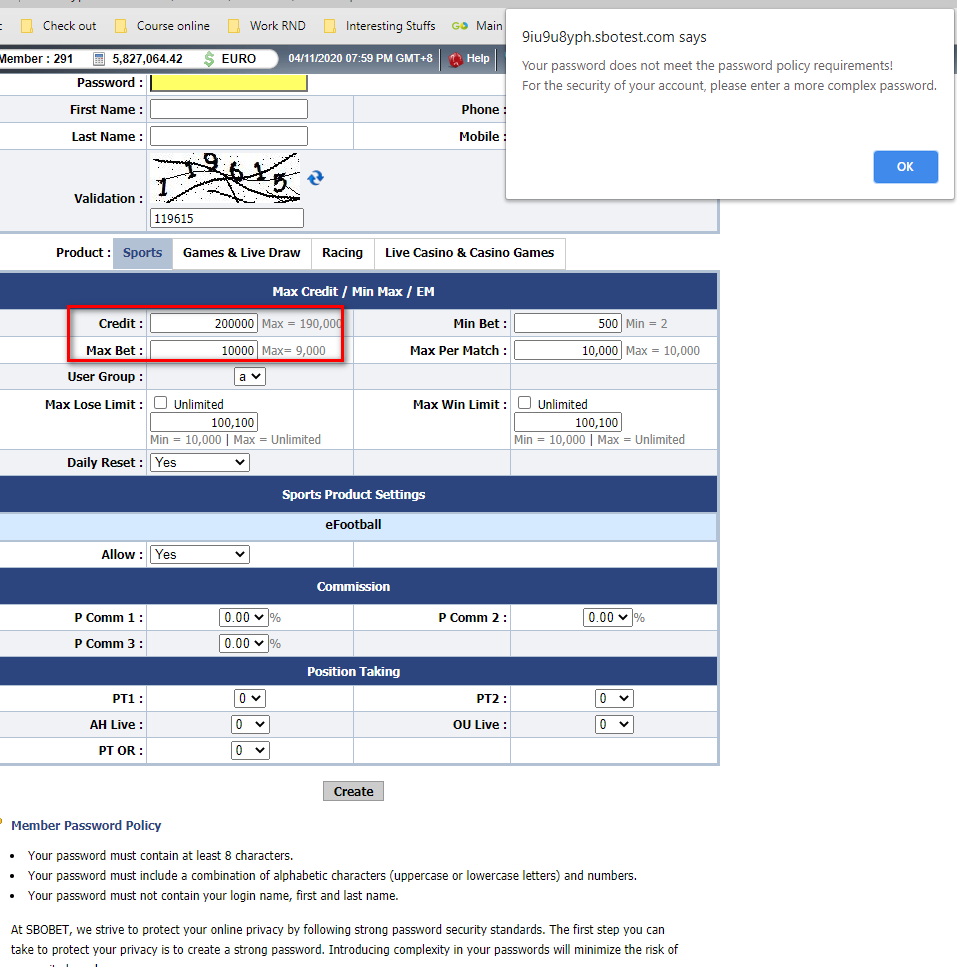 Check out Course online Work RND Interesting Stuffs GO Main
Member : 291 5,827,064.42 $ EURO 04/11/2020 07:59 PM GMT+8 Help
9iu9u8yph.sbotest.com says
Your password does not meet the password policy requirements!
For the security of your account, please enter a more complex password.
OK
Password :
First Name : Phone :
Last Name : Mobile :
119615
Validation :
119615
Product : Sports Games & Live Draw Racing Live Casino & Casino Games
Max Credit / Min Max / EM
Credit : 200000 Max = 190,000 Min Bet : 500 Min = 2
Max Bet : 10000 Max= 9,000 Max Per Match : 10,000 Max = 10,000
User Group : a
Max Lose Limit : Unlimited Max Win Limit : Unlimited
100,100 100,100
Min = 10,000 | Max = Unlimited Min = 10,000 | Max = Unlimited
Daily Reset : Yes
Sports Product Settings
eFootball
Allow : Yes
Commission
P Comm 1 : 0.00 % P Comm 2 : 0.00 %
P Comm 3 : 0.00 %
Position Taking
PT1 : 0 PT2 : 0
AH Live : 0 OU Live : 0
PT OR : 0
Create
Member Password Policy
• Your password must contain at least 8 characters.
• Your password must include a combination of alphabetic characters (uppercase or lowercase letters) and numbers.
• Your password must not contain your login name, first and last name.
At SBOBET, we strive to protect your online privacy by following strong password security standards. The first step you can
take to protect your privacy is to create a strong password. Introducing complexity in your passwords will minimize the risk of